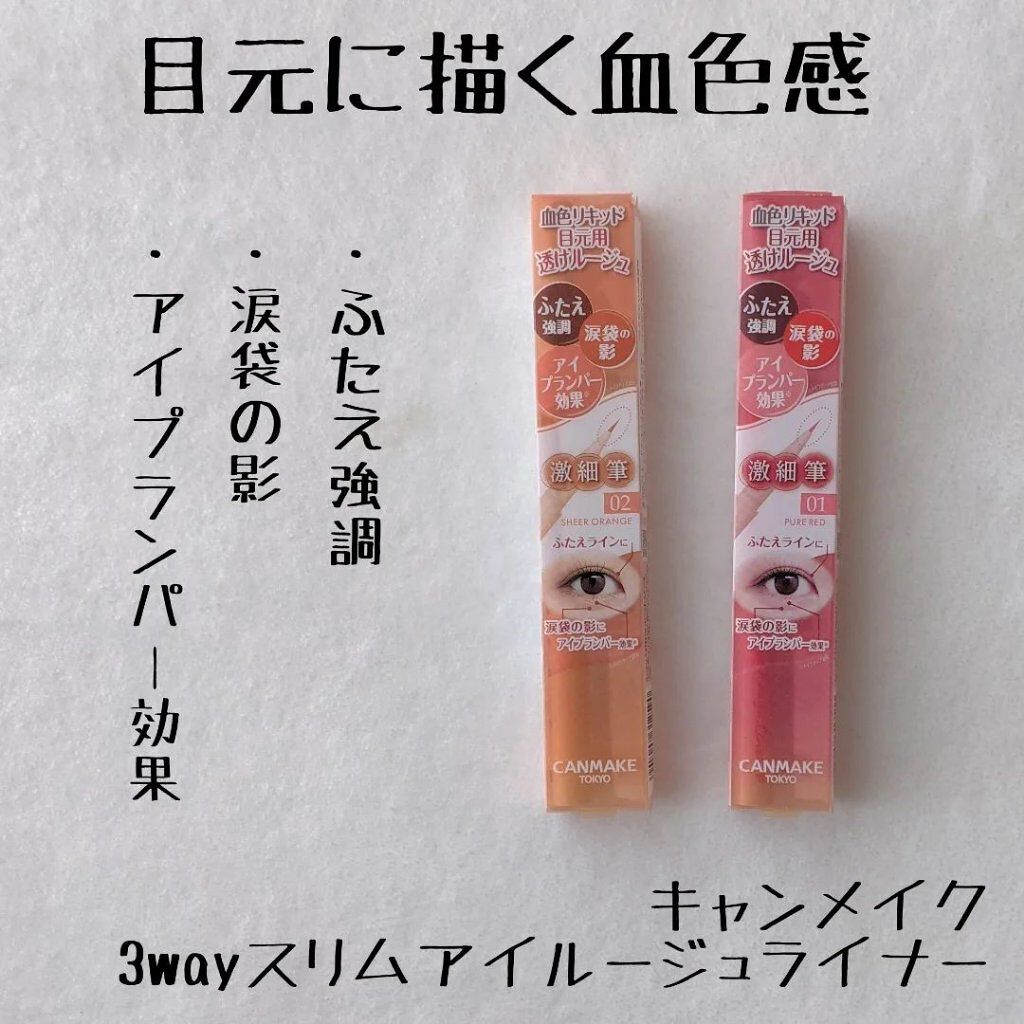 目元に描く血色感
・ふたえ強調
・涙袋の影
・アイプランパー効果
血色リキッド
目元用
透けルージュ
ふたえ
強調
涙袋の
影
アイ
プランパー
効果※
激細筆
02
SHEER ORANGE
ふたえラインに
涙袋の影に
アイプランパー効果※
CANMAKE
TOKYO
血色リキッド
目元用
透けルージュ
ふたえ
強調
涙袋の
影
アイ
プランパー
効果※
激細筆
01
PURE RED
ふたえラインに
涙袋の影に
アイプランパー効果※
CANMAKE
TOKYO
キャンメイク
3wayスリムアイルージュライナー